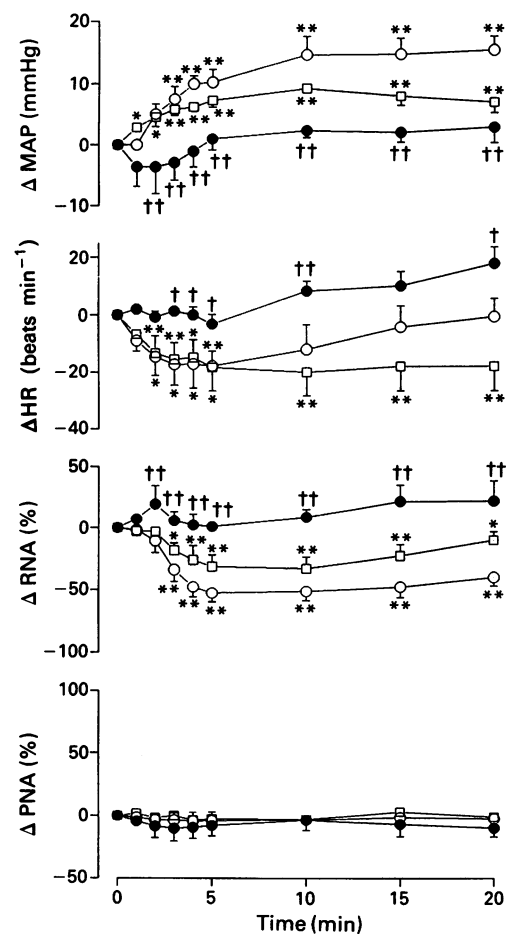 20
10
0
−10
Δ MAP (mmHg)
** ** ** ** ** **
* **
* ** ** ** ** ** **
†† †† †† †† †† †† ††
20
0
−20
−40
ΔHR (beats min⁻¹)
†
††
† † †
** ** * **
* * * * ** ** **
50
0
−50
−100
Δ RNA (%)
†† †† †† †† †† †† ††
* ** ** ** ** *
** ** ** ** ** **
100
50
0
−50
Δ PNA (%)
0 5 10 15 20
Time (min)